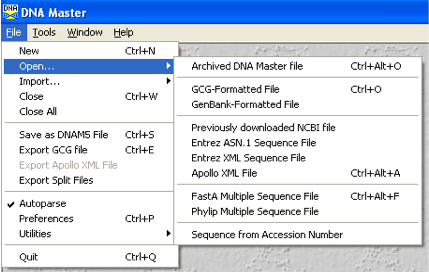 DNA Master
File Tools Window Help
New Ctrl+N
Open...
Import...
Close Ctrl+W
Close All
Save as DNAM5 File Ctrl+S
Export GCG file Ctrl+E
Export Apollo XML File
Export Split Files
Autoparse
Preferences Ctrl+P
Utilities
Quit Ctrl+Q
Archived DNA Master file Ctrl+Alt+O
GCG-Formatted File Ctrl+O
GenBank-Formatted File
Previously downloaded NCBI file
Entrez ASN.1 Sequence File
Entrez XML Sequence File
Apollo XML File Ctrl+Alt+A
FastA Multiple Sequence File Ctrl+Alt+F
Phylip Multiple Sequence File
Sequence from Accession Number